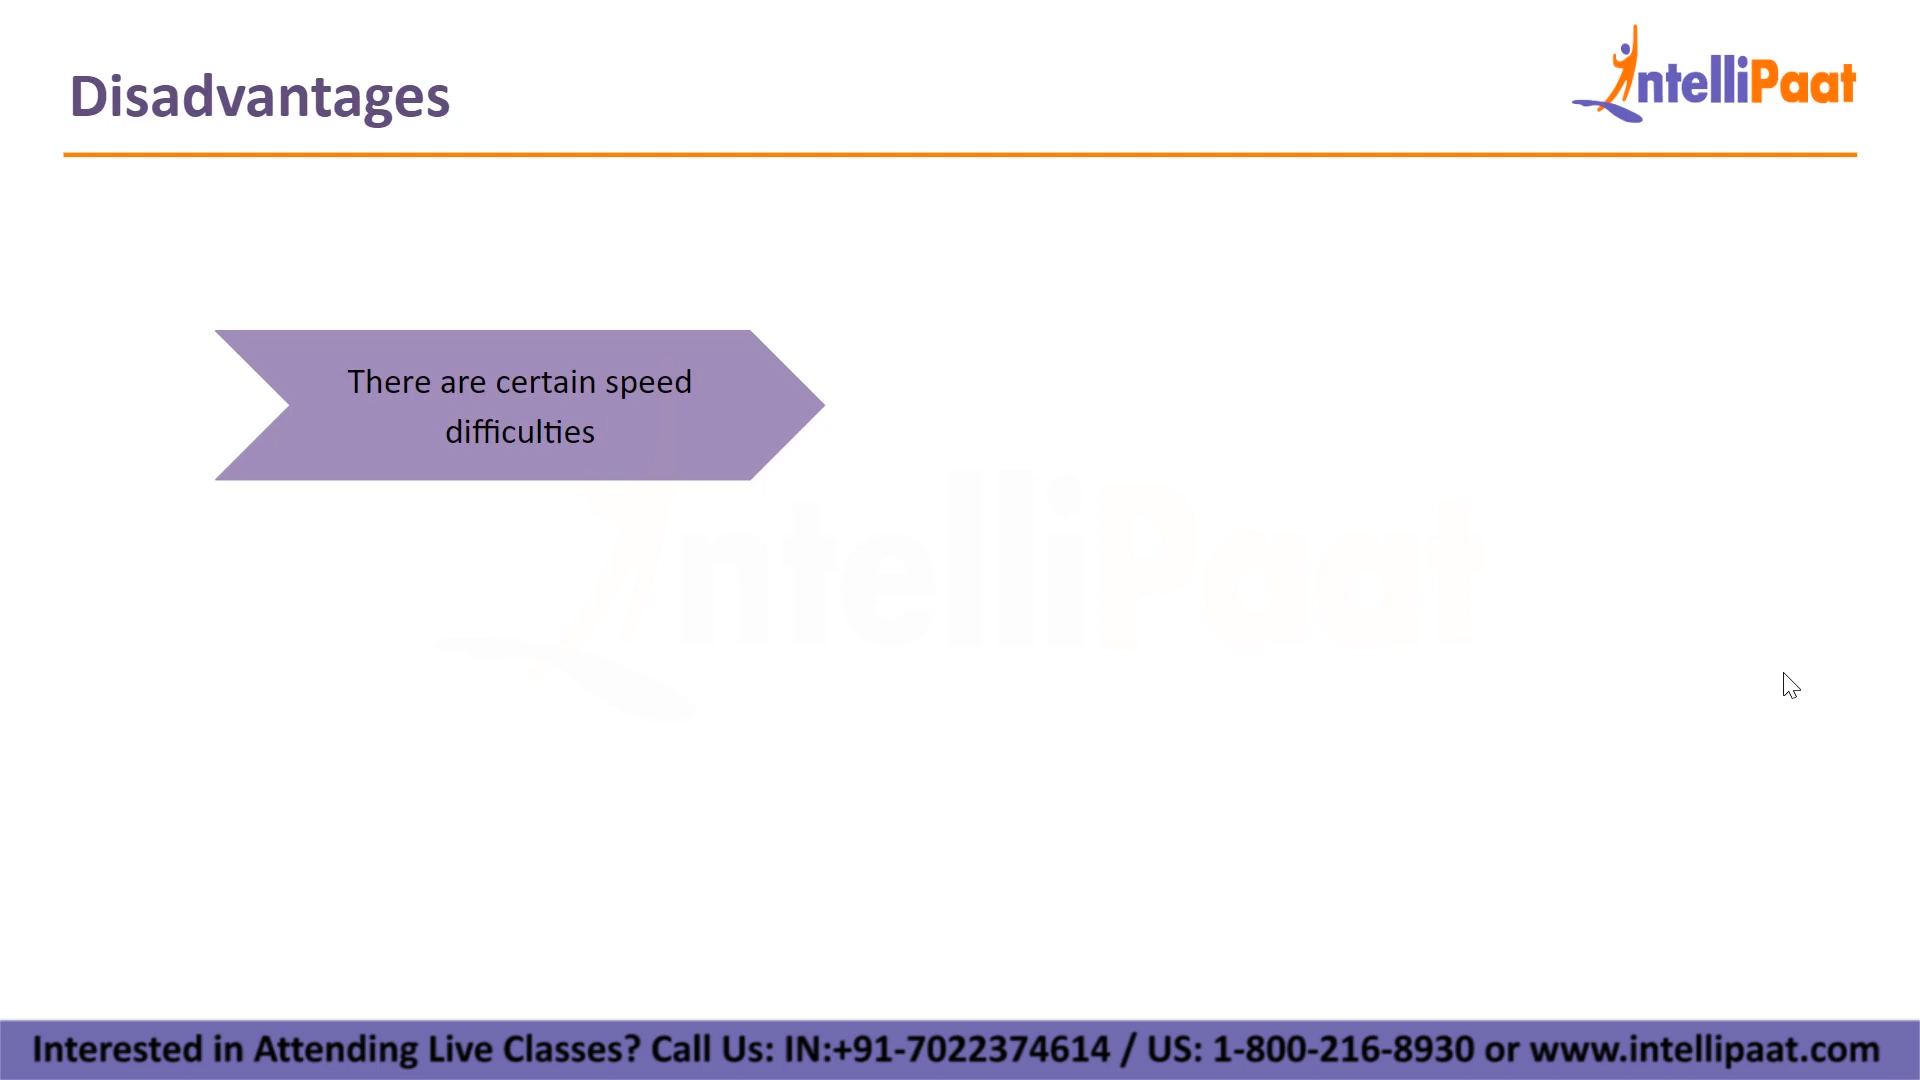 Disadvantages
IntelliPaat
There are certain speed
difficulties
IntelliPaat
Interested in Attending Live Classes? Call Us: IN:+91-7022374614 / US: 1-800-216-8930 or www.intellipaat.com